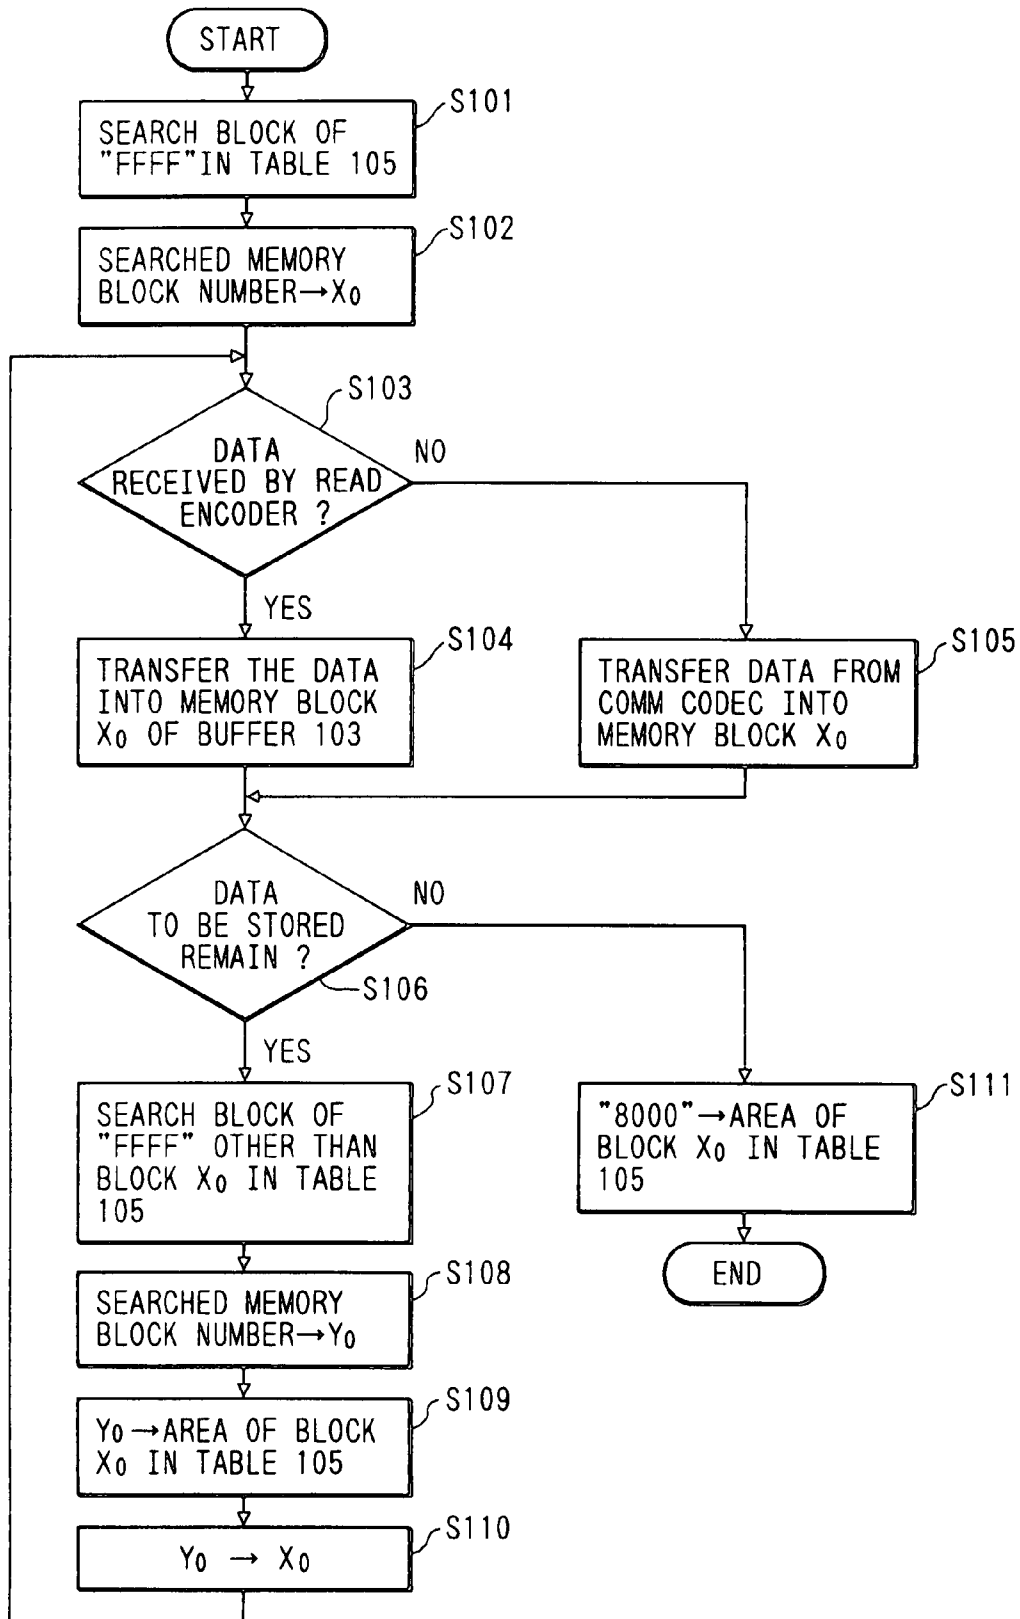 START
S101
SEARCH BLOCK OF
"FFFF"IN TABLE 105
S102
SEARCHED MEMORY
BLOCK NUMBER→X0
S103
DATA
RECEIVED BY READ
ENCODER ?
NO
YES
S104
TRANSFER THE DATA
INTO MEMORY BLOCK
X0 OF BUFFER 103
S105
TRANSFER DATA FROM
COMM CODEC INTO
MEMORY BLOCK X0
DATA
TO BE STORED
REMAIN ?
NO
S106
YES
S107
SEARCH BLOCK OF
"FFFF" OTHER THAN
BLOCK X0 IN TABLE
105
S111
"8000"→AREA OF
BLOCK X0 IN TABLE
105
END
S108
SEARCHED MEMORY
BLOCK NUMBER→Y0
S109
Y0→AREA OF BLOCK
X0 IN TABLE 105
S110
Y0 → X0